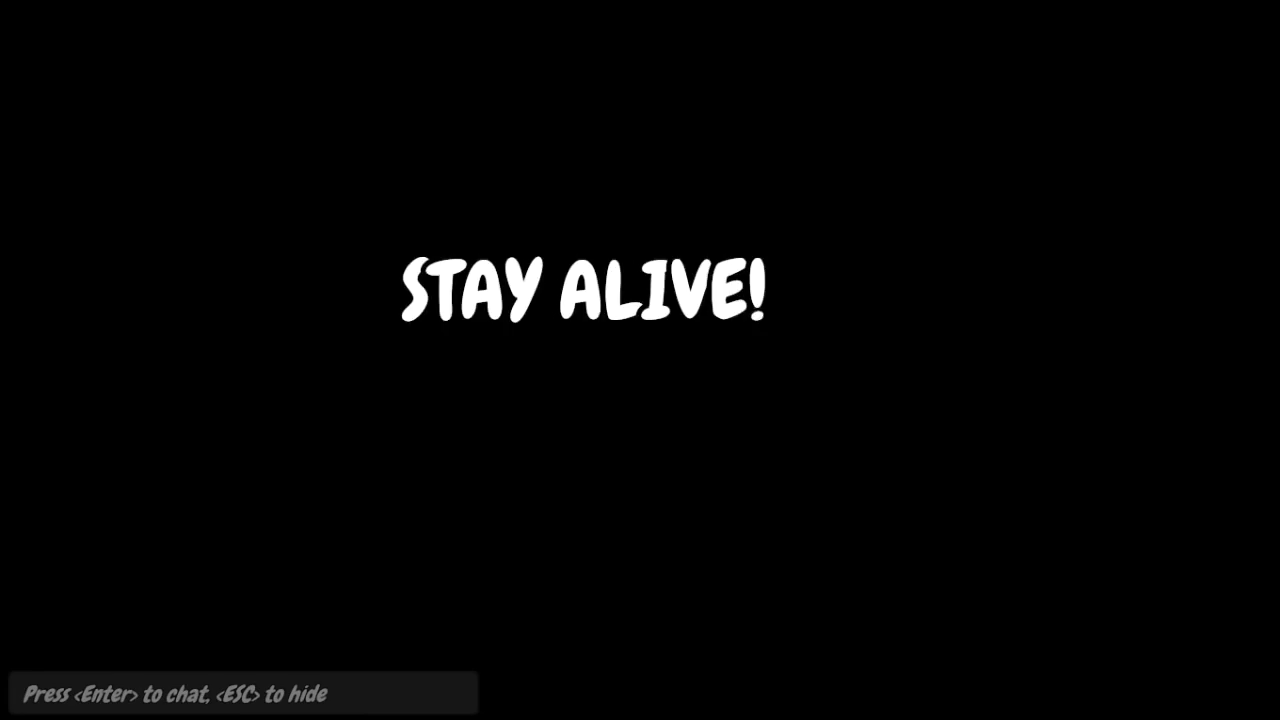 STAY ALIVE!
Press <Enter> to chat, <ESC> to hide